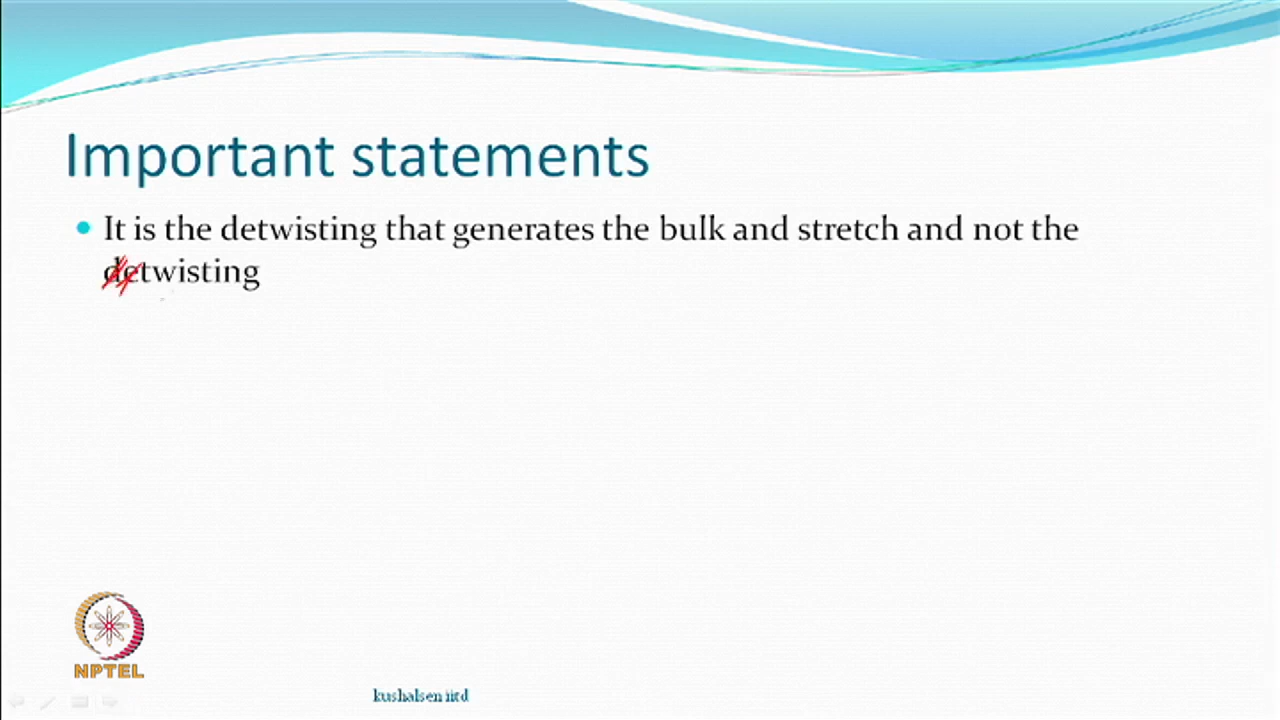 Important statements
It is the detwisting that generates the bulk and stretch and not the
detwisting
NPTEL
kushalsen iitd